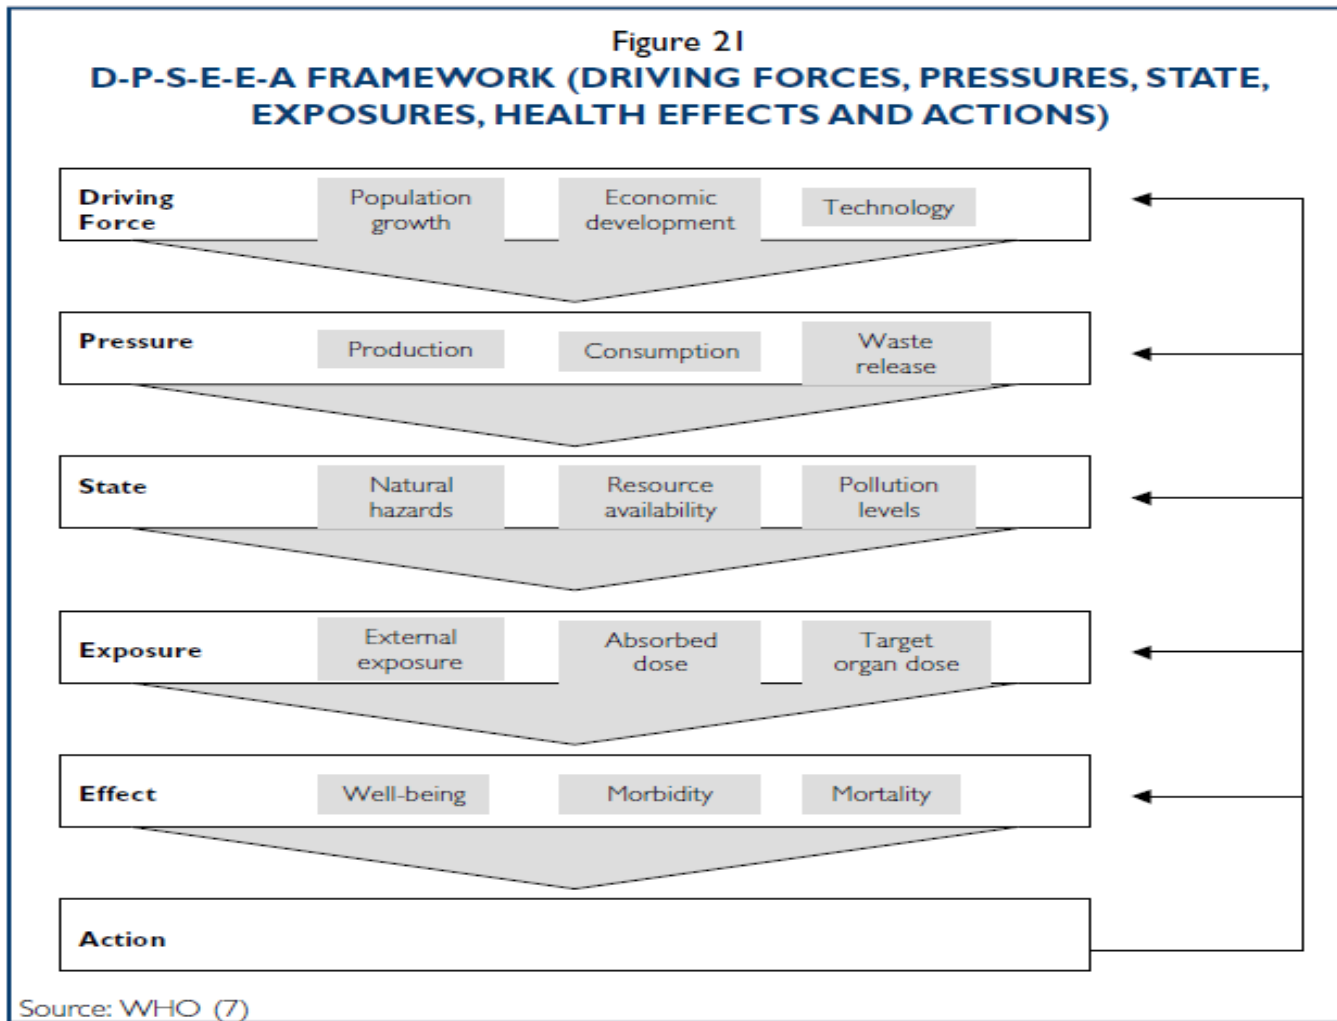 Figure 21
D-P-S-E-E-A FRAMEWORK (DRIVING FORCES, PRESSURES, STATE,
EXPOSURES, HEALTH EFFECTS AND ACTIONS)
Driving
Force
Population
growth
Economic
development
Technology
Pressure
Production
Consumption
Waste
release
State
Natural
hazards
Resource
availability
Pollution
levels
Exposure
External
exposure
Absorbed
dose
Target
organ dose
Effect
Well-being
Morbidity
Mortality
Action
Source: WHO (7)